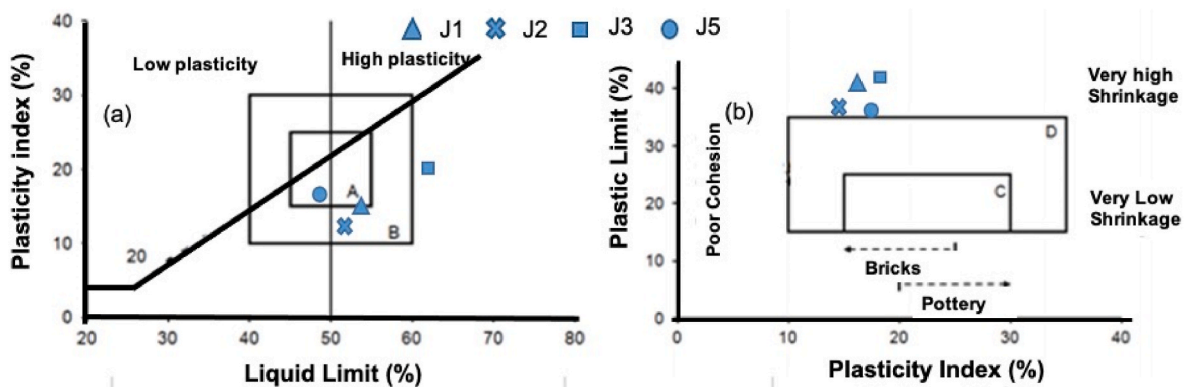 J1 J2 J3 J5
(a)
Low plasticity
High plasticity
Plasticity index (%)
40
30
20
10
0
A
B
20
20 30 40 50 60 70 80
Liquid Limit (%)
(b)
Plastic Limit (%)
40
30
20
10
0
Poor Cohesion
D
C
Very high
Shrinkage
Very Low
Shrinkage
Bricks
Pottery
0 10 20 30 40
Plasticity Index (%)